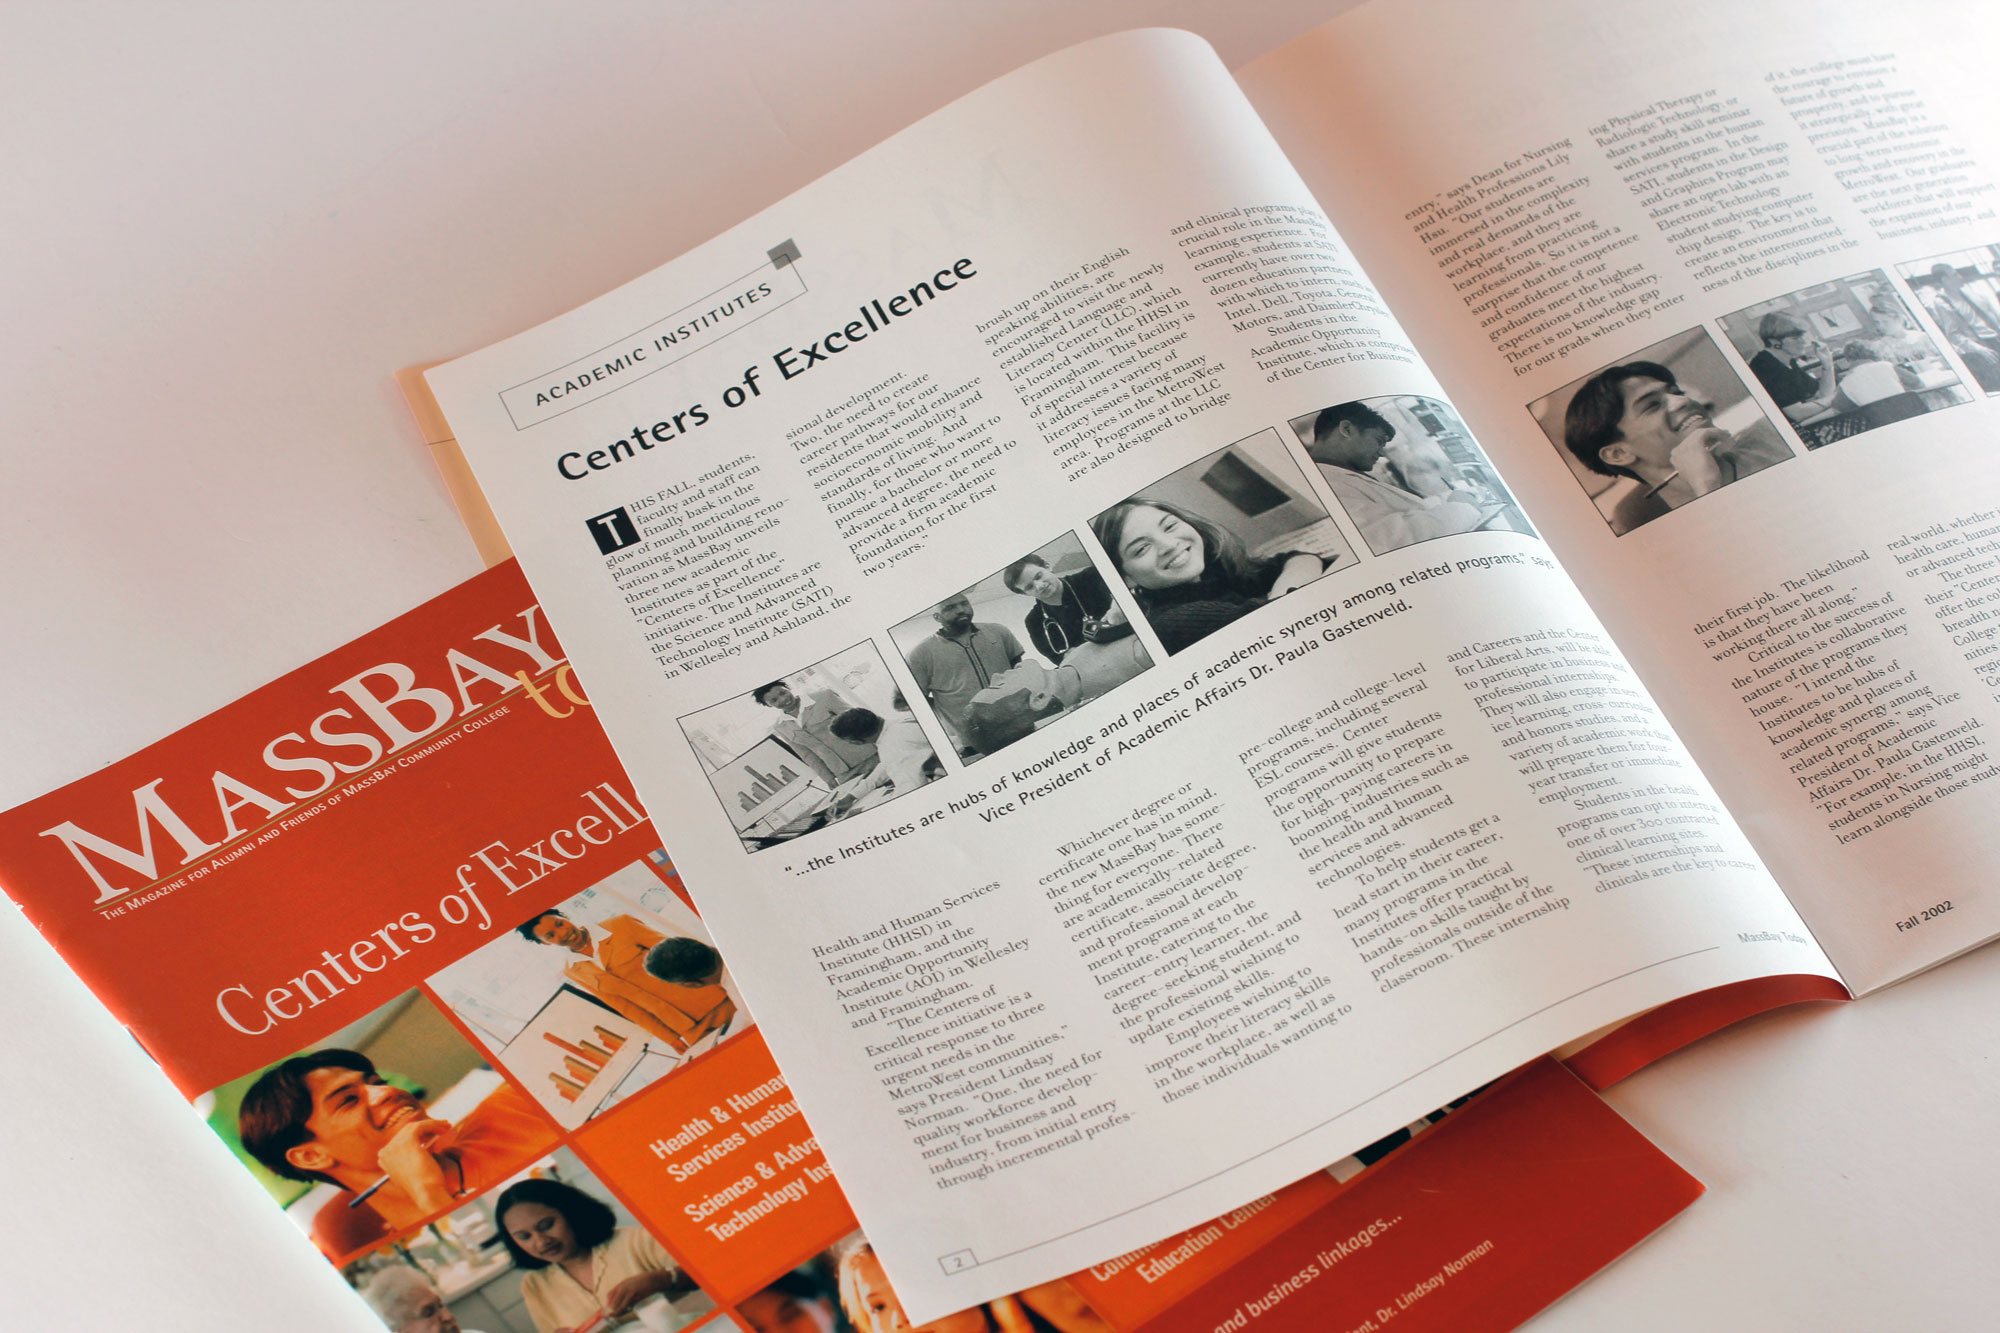 ACADEMIC INSTITUTES
Centers of Excellence
THIS FALL, students,
faculty and staff can
finally bask in the
glow of much meticulous
planning and building reno-
vation as MassBay unveils
three new academic
Institutes as part of the
"Centers of Excellence"
initiative. The Institutes are
the Science and Advanced
Technology Institute (SATI)
in Wellesley and Ashland, the
sional development.
Two, the need to create
career pathways for our
residents that would enhance
socioeconomic mobility and
standards of living. And
finally, for those who want to
pursue a bachelor or more
advanced degree, the need to
provide a firm academic
foundation for the first
two years."
brush up on their English
speaking abilities, are
encouraged to visit the newly
established Language and
Literacy Center (LLC), which
is located within the HHSI in
Framingham. This facility is
of special interest because
it addresses a variety of
literacy issues facing many
employees in the MetroWest
area. Programs at the LLC
are also designed to bridge
and clinical programs play a
crucial role in the MassBay
learning experience. For
example, students at SATI
currently have over two
dozen education partners
with which to intern, such as
Intel, Dell, Toyota, General
Motors, and DaimlerChrysler
Students in the
Academic Opportunity
Institute, which is comprised
of the Center for Business
"...the Institutes are hubs of knowledge and places of academic synergy among related programs," says
Vice President of Academic Affairs Dr. Paula Gastenveld.
Health and Human Services
Institute (HHSI) in
Framingham, and the
Academic Opportunity
Institute (AOI) in Wellesley
and Framingham.
"The Centers of
Excellence initiative is a
critical response to three
urgent needs in the
MetroWest communities,"
says President Lindsay
Norman. "One, the need for
quality workforce develop-
ment for business and
industry, from initial entry
through incremental profes-
Whichever degree or
certificate one has in mind,
the new MassBay has some-
thing for everyone. There
are academically-related
certificate, associate degree,
and professional develop-
ment programs at each
Institute, catering to the
career-entry learner, the
degree-seeking student, and
the professional wishing to
update existing skills.
Employees wishing to
improve their literacy skills
in the workplace, as well as
those individuals wanting to
pre-college and college-level
programs, including several
ESL courses. Center
programs will give students
the opportunity to prepare
for high-paying careers in
booming industries such as
the health and human
services and advanced
technologies.
To help students get a
head start in their career,
many programs in the
Institutes offer practical
hands-on skills taught by
professionals outside of the
classroom. These internship
and Careers and the Center
for Liberal Arts, will be able
to participate in business and
professional internships.
They will also engage in serv-
ice learning, cross-curricular
and honors studies, and a
variety of academic work that
will prepare them for four-
year transfer or immediate
employment.
Students in the health
programs can opt to intern a
one of over 300 contracted
clinical learning sites.
"These internships and
clinicals are the key to career
2
MassBay Today
entry," says Dean for Nursing
and Health Professions Lily
Hsu. "Our students are
immersed in the complexity
and real demands of the
workplace, and they are
learning from practicing
professionals. So it is not a
surprise that the competence
and confidence of our
graduates meet the highest
expectations of the industry.
There is no knowledge gap
for our grads when they enter
ing Physical Therapy or
Radiologic Technology, or
share a study skill seminar
with students in the human
services program. In the
SATI, students in the Design
and Graphics Program may
share an open lab with an
Electronic Technology
student studying computer
chip design. The key is to
create an environment that
reflects the interconnected-
ness of the disciplines in the
of it, the college must have
the courage to envision a
future of growth and
prosperity, and to pursue
it strategically, with great
precision. MassBay is a
crucial part of the solution
to long-term economic
growth and recovery in the
MetroWest. Our graduates
are the next generation
workforce that will support
the expansion of our
business, industry, and
their first job. The likelihood
is that they have been
working there all along."
Critical to the success of
the Institutes is collaborative
nature of the programs they
house. "I intend the
Institutes to be hubs of
knowledge and places of
academic synergy among
related programs," says Vice
President of Academic
Affairs Dr. Paula Gastenveld.
"For example, in the HHSI,
students in Nursing might
learn alongside those study-
real world, whether
health care, human
or advanced tech
The three
their "Center
offer the co
breadth
College
nities
regio
Fall 2002
MASSBAY
to
THE MAGAZINE FOR ALUMNI AND FRIENDS OF MASSBAY COMMUNITY COLLEGE
Centers of Excell
Health & Human
Services Institu
Science & Adva
Technology Ins
Education Center
and business linkages...
Dr. Lindsay Norman